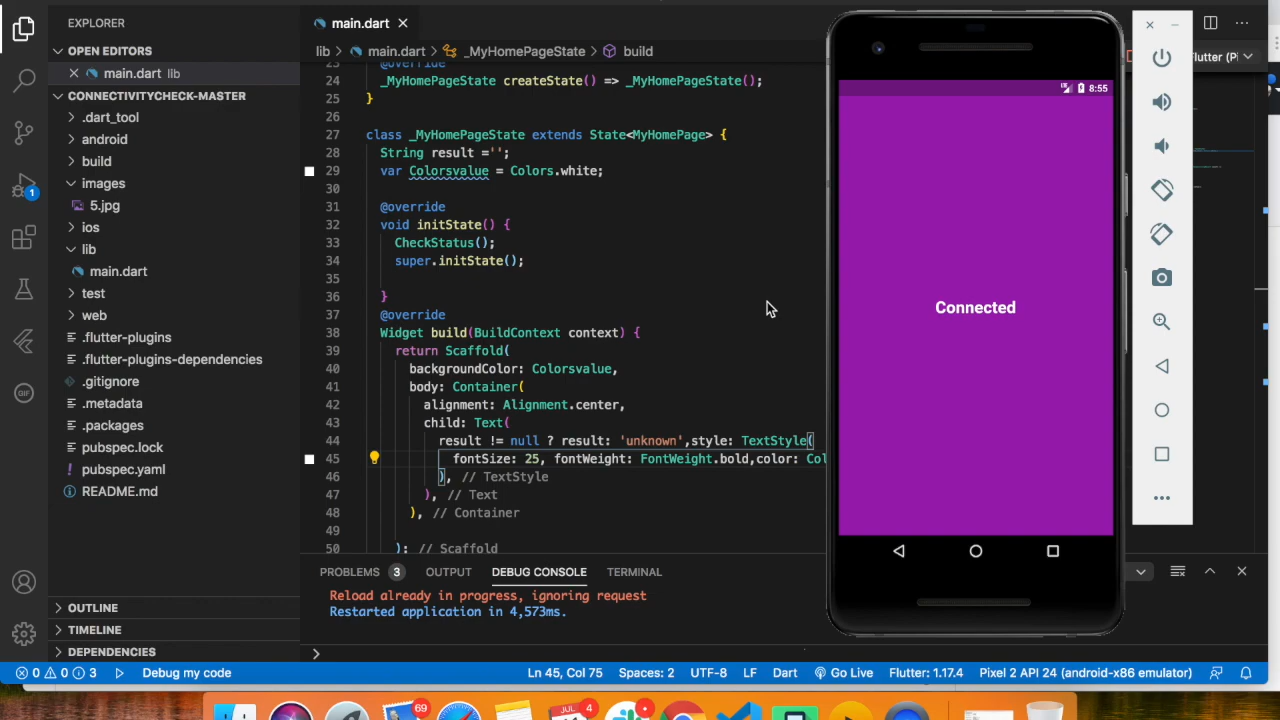 EXPLORER
OPEN EDITORS
main.dart lib
CONNECTIVITYCHECK-MASTER
.dart_tool
android
build
images
5.jpg
ios
lib
main.dart
test
web
.flutter-plugins
.flutter-plugins-dependencies
.gitignore
.metadata
.packages
pubspec.lock
pubspec.yaml
README.md
OUTLINE
TIMELINE
DEPENDENCIES
1
GIF
main.dart
lib > main.dart > _MyHomePageState > build
23 @override
24 _MyHomePageState createState() => _MyHomePageState();
25 }
26
27 class _MyHomePageState extends State<MyHomePage> {
28 String result ='';
29 var Colorsvalue = Colors.white;
30
31 @override
32 void initState() {
33 CheckStatus();
34 super.initState();
35
36 }
37 @override
38 Widget build(BuildContext context) {
39 return Scaffold(
40 backgroundColor: Colorsvalue,
41 body: Container(
42 alignment: Alignment.center,
43 child: Text(
44 result != null ? result: 'unknown',style: TextStyle(
45 fontSize: 25, fontWeight: FontWeight.bold,color: Col
46 ), // TextStyle
47 ), // Text
48 ), // Container
49
50 ); // Scaffold
PROBLEMS 3 OUTPUT DEBUG CONSOLE TERMINAL
Reload already in progress, ignoring request
Restarted application in 4,573ms.
8:55
Connected
Flutter (Pi
0 0 3 Debug my code Ln 45, Col 75 Spaces: 2 UTF-8 LF Dart Go Live Flutter: 1.17.4 Pixel 2 API 24 (android-x86 emulator)
69
JUL 4